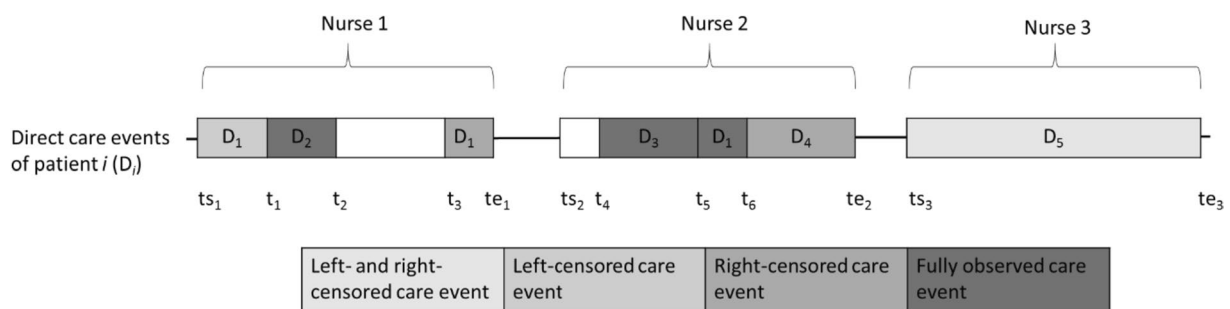 Nurse 1 Nurse 2 Nurse 3
Direct care events
of patient i (Dᵢ)
D₁ D₂ D₁ D₃ D₁ D₄ D₅
ts₁ t₁ t₂ t₃ te₁ ts₂ t₄ t₅ t₆ te₂ ts₃ te₃
Left- and right-
censored care event
Left-censored care
event
Right-censored care
event
Fully observed care
event